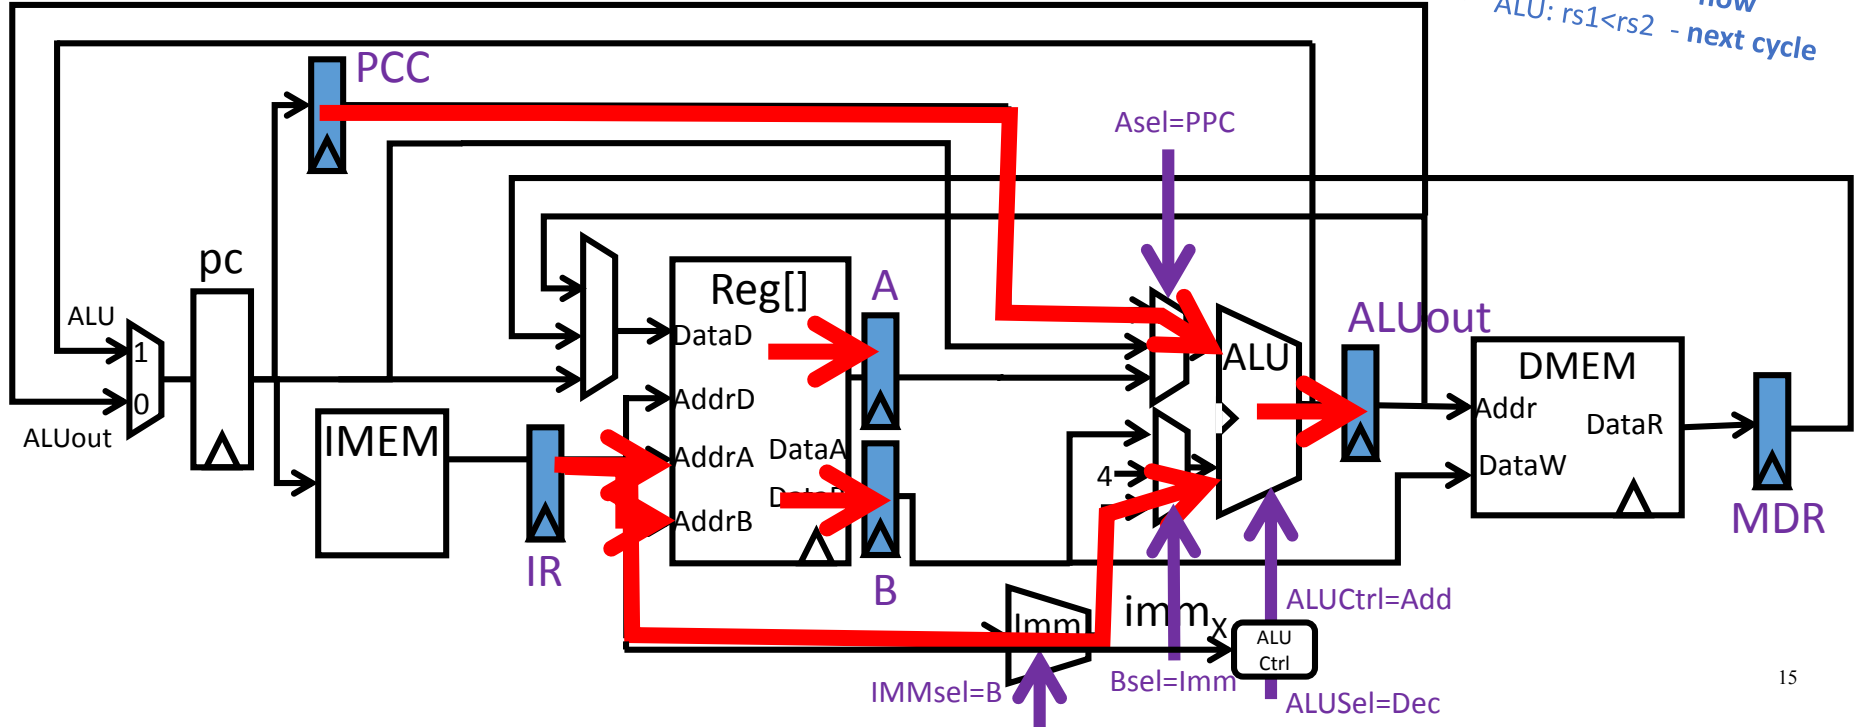 now
ALU: rs1<rs2 - next cycle
PCC
Asel=PPC
pc
Reg[]
A
ALUout
ALU
1
DataD
ALU
DMEM
0
AddrD
Addr
ALUout
IMEM
DataA
DataR
AddrA
4
DataW
AddrB
MDR
IR
B
ALUCtrl=Add
Imm
immX
ALU
Ctrl
IMMsel=B
Bsel=Imm
ALUSel=Dec
15